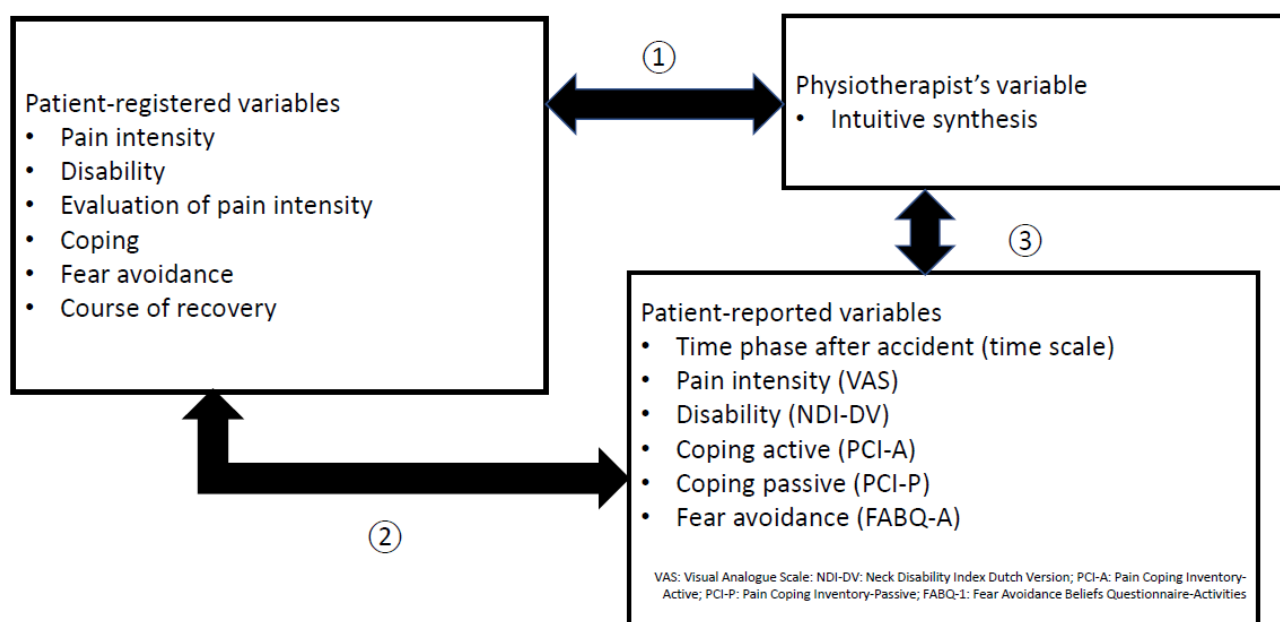 Patient-registered variables
• Pain intensity
• Disability
• Evaluation of pain intensity
• Coping
• Fear avoidance
• Course of recovery
①
Physiotherapist's variable
• Intuitive synthesis
③
②
Patient-reported variables
• Time phase after accident (time scale)
• Pain intensity (VAS)
• Disability (NDI-DV)
• Coping active (PCI-A)
• Coping passive (PCI-P)
• Fear avoidance (FABQ-A)
VAS: Visual Analogue Scale: NDI-DV: Neck Disability Index Dutch Version; PCI-A: Pain Coping Inventory-
Active; PCI-P: Pain Coping Inventory-Passive; FABQ-1: Fear Avoidance Beliefs Questionnaire-Activities